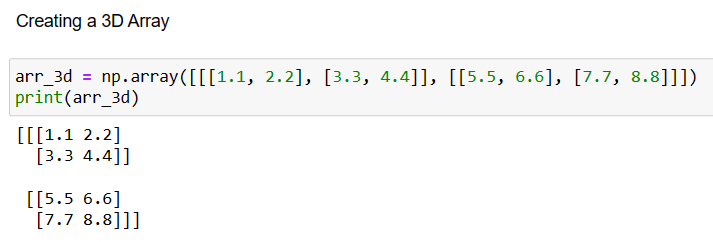 Creating a 3D Array
arr_3d = np.array([[[1.1, 2.2], [3.3, 4.4]], [[5.5, 6.6], [7.7, 8.8]]])
print(arr_3d)
[[[1.1 2.2]
  [3.3 4.4]]
 [[5.5 6.6]
  [7.7 8.8]]]